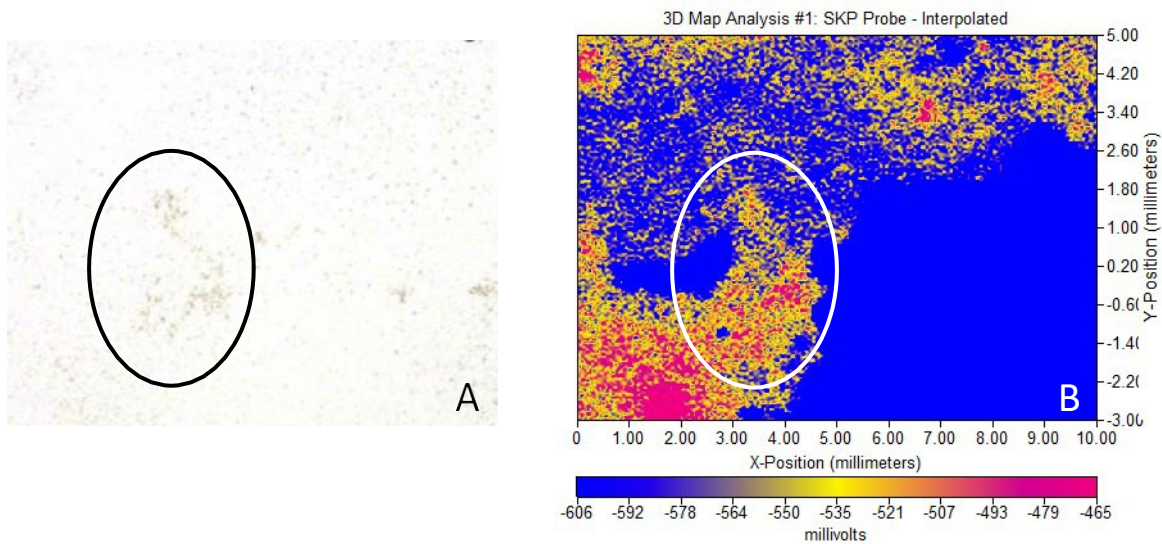 A
3D Map Analysis #1: SKP Probe - Interpolated
5.00
4.20
3.40
2.60
1.80
1.00
0.20
-0.60
-1.40
-2.20
-3.00
Y-Position (millimeters)
B
0 1.00 2.00 3.00 4.00 5.00 6.00 7.00 8.00 9.00 10.00
X-Position (millimeters)
-606 -592 -578 -564 -550 -535 -521 -507 -493 -479 -465
millivolts